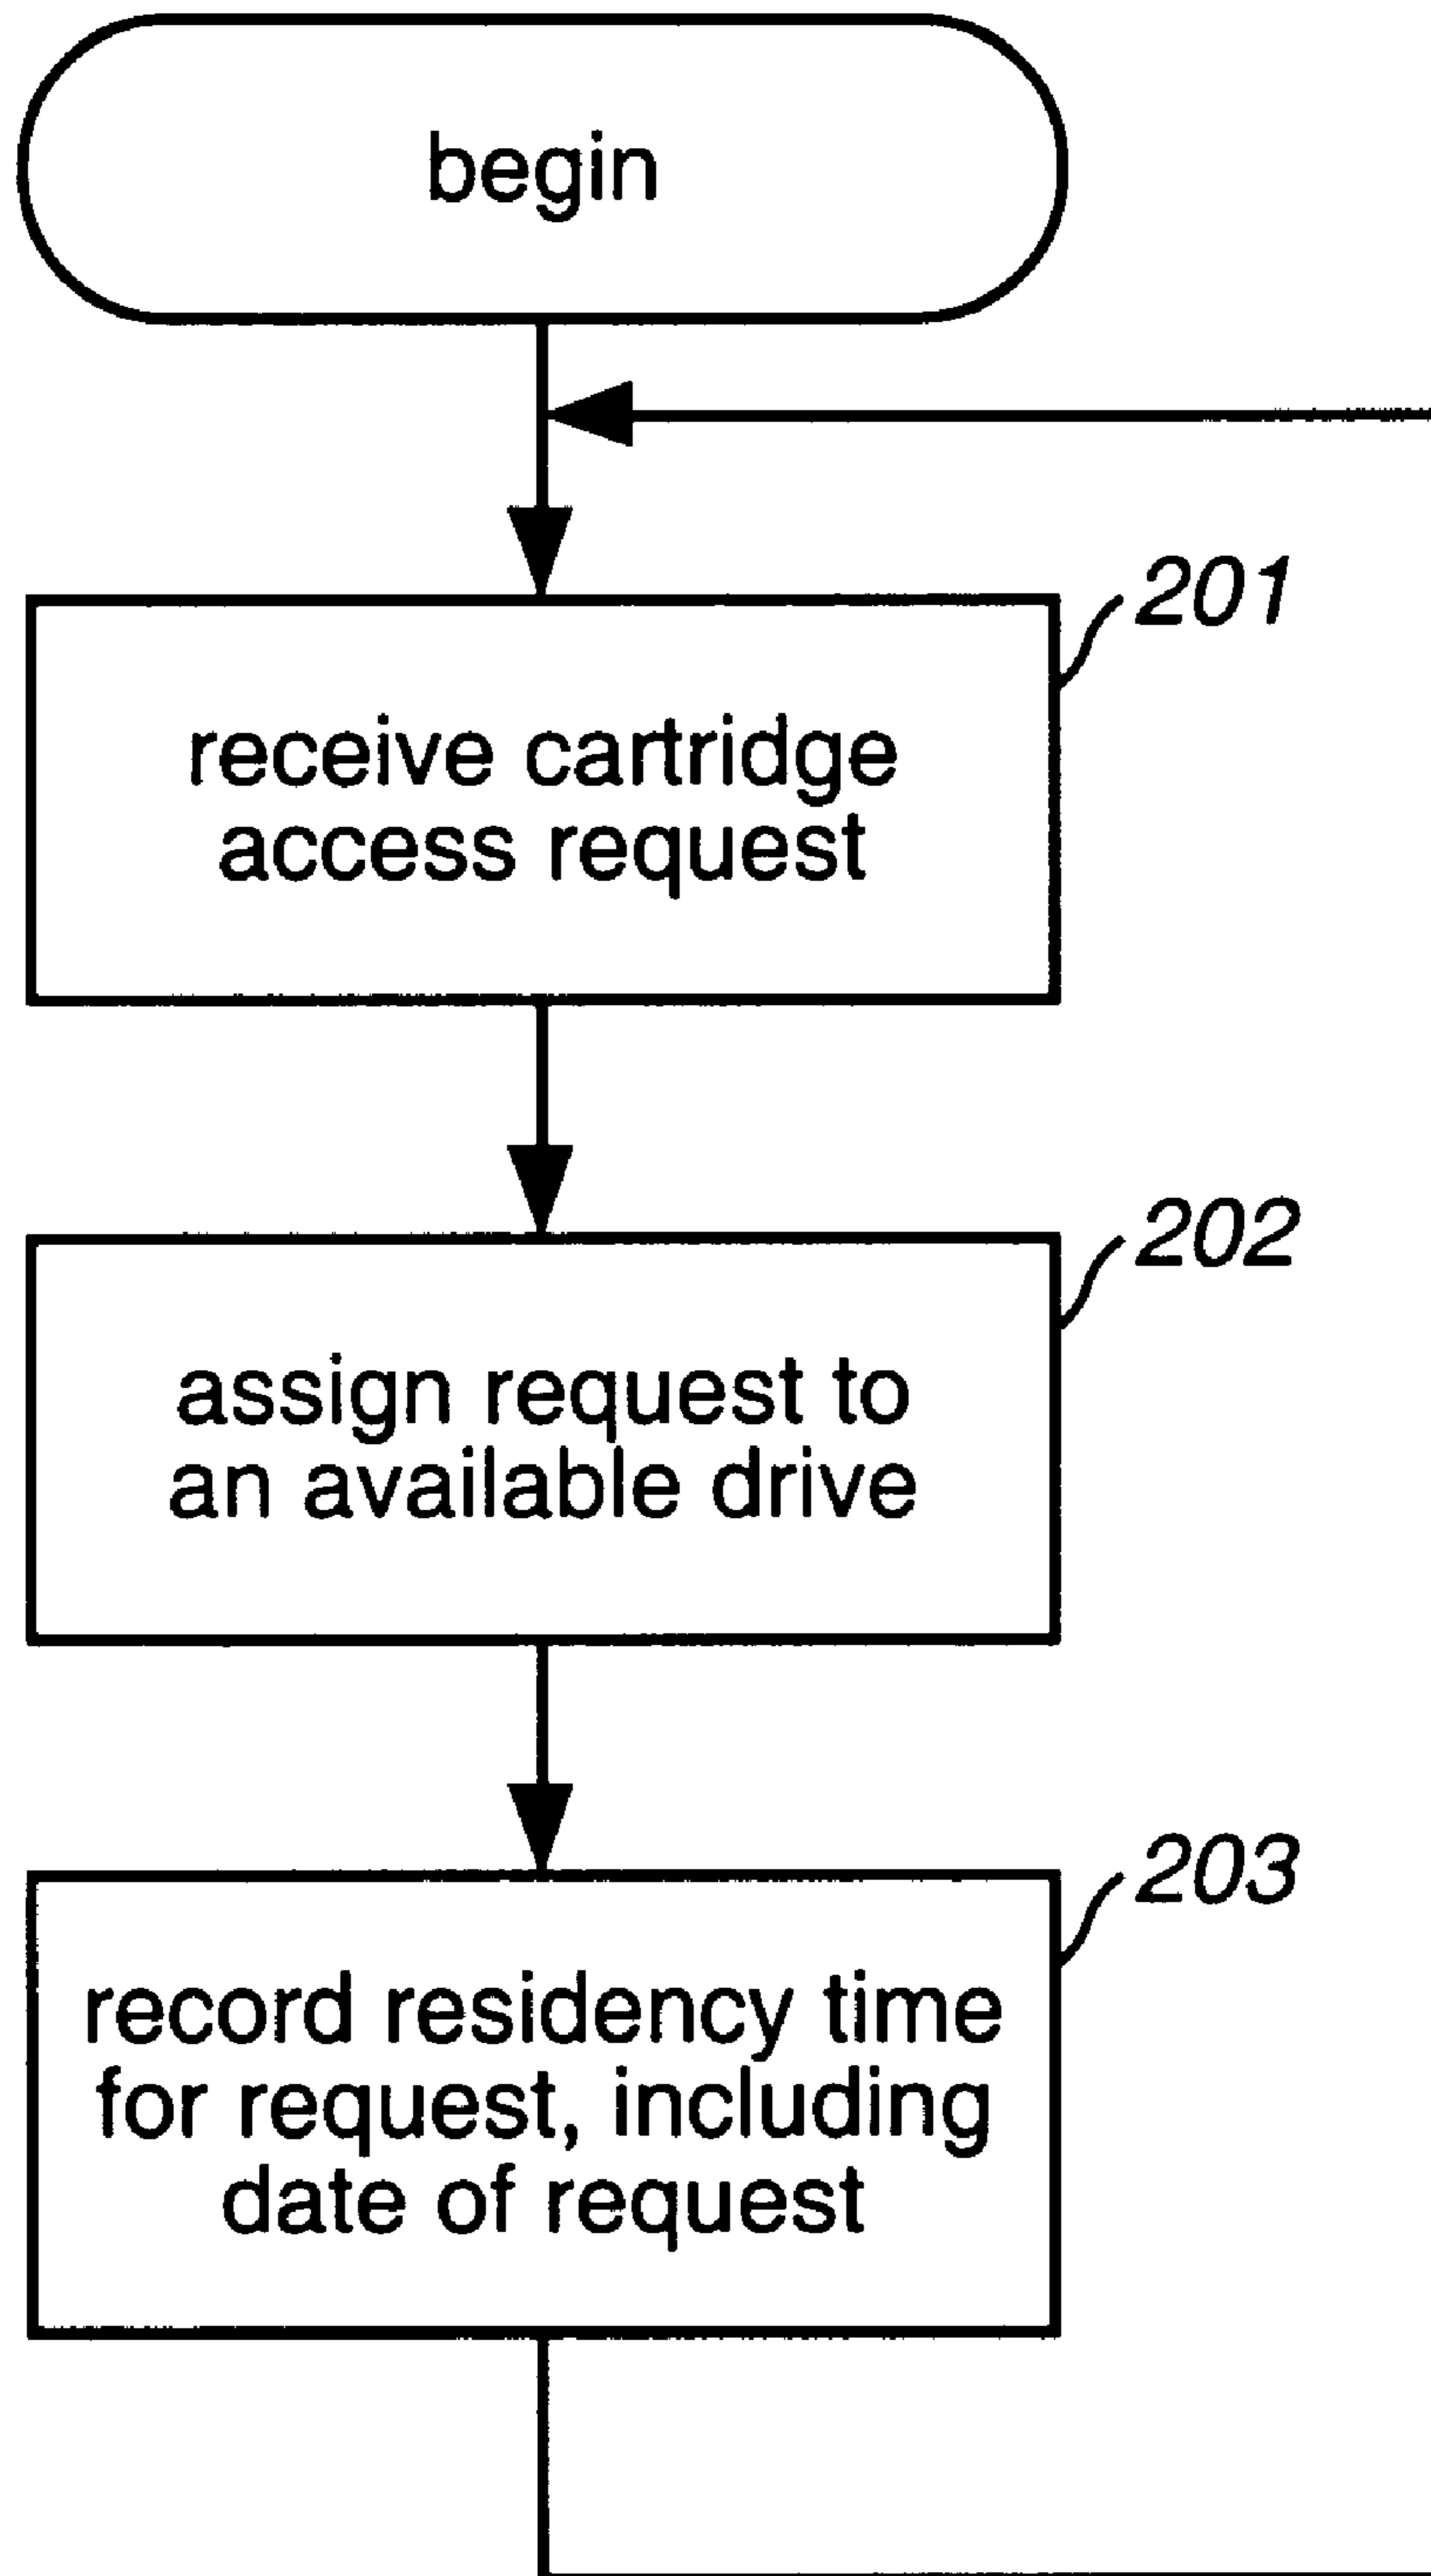 begin
201
receive cartridge
access request
202
assign request to
an available drive
203
record residency time
for request, including
date of request